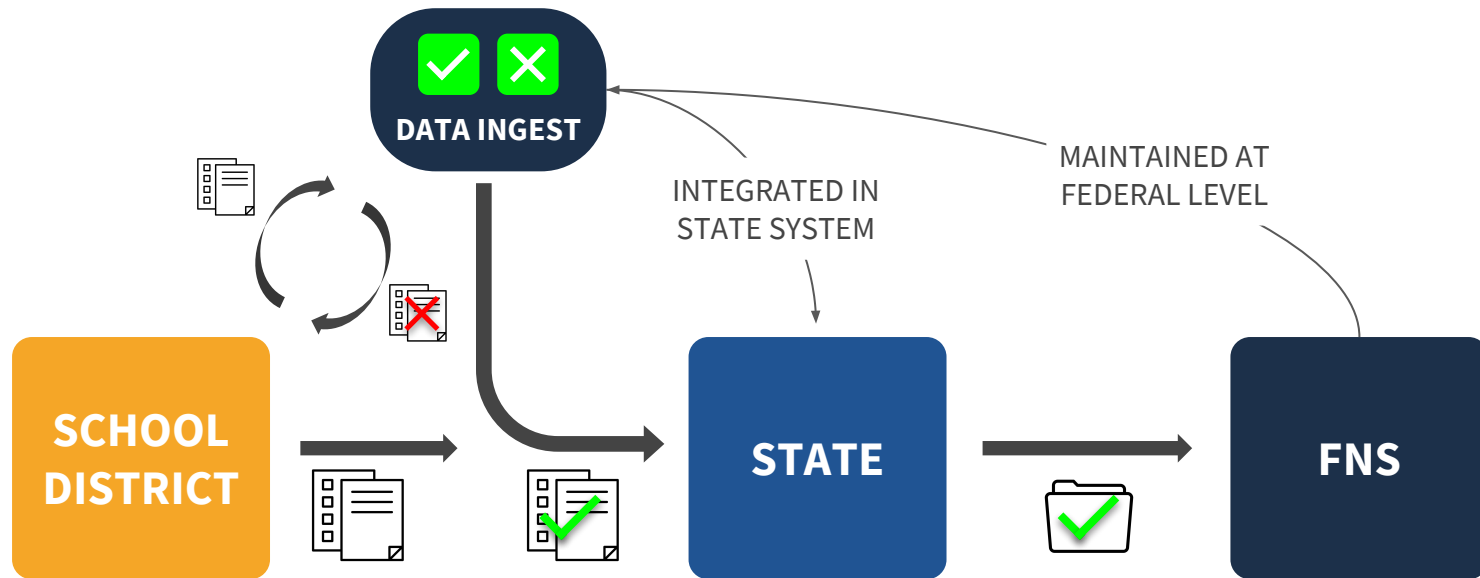 DATA INGEST
INTEGRATED IN
STATE SYSTEM
MAINTAINED AT
FEDERAL LEVEL
SCHOOL
DISTRICT
STATE
FNS